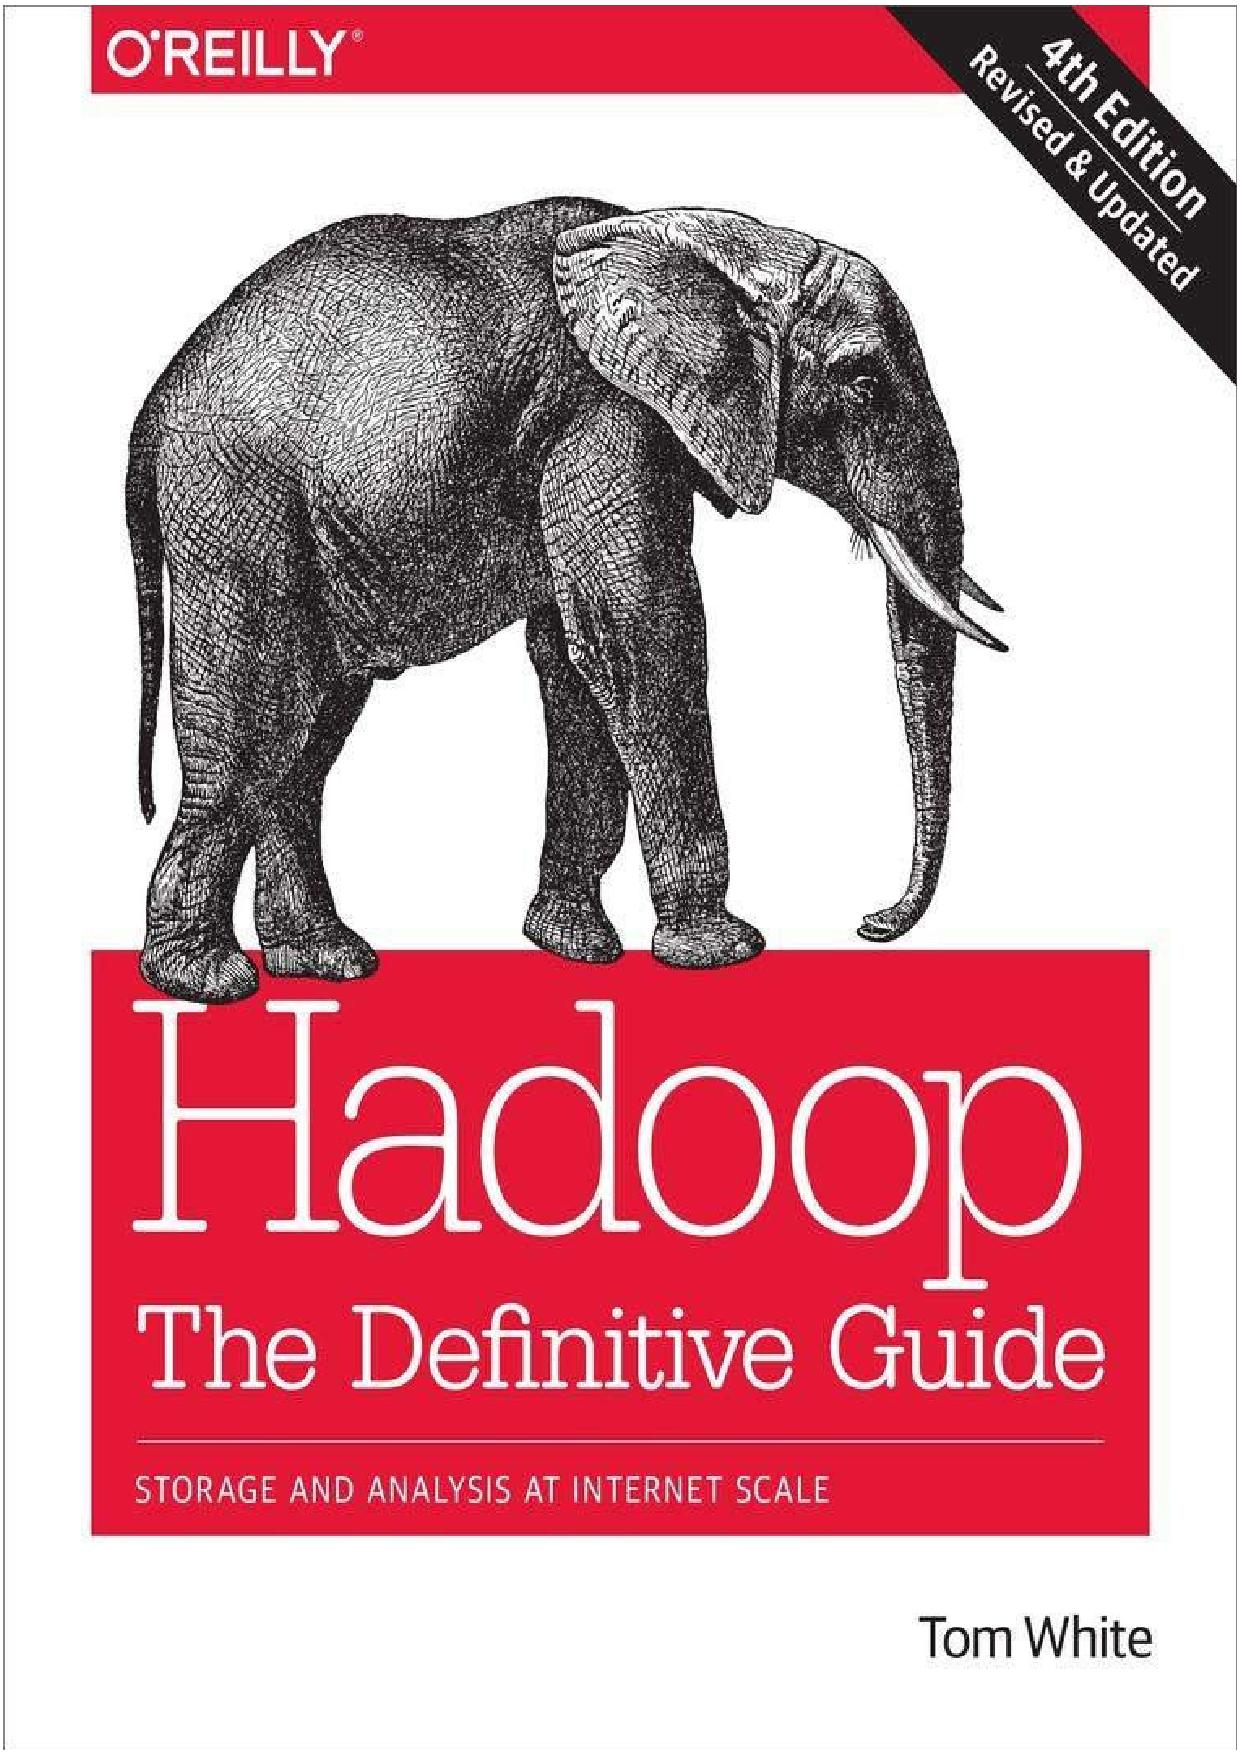 O'REILLY®
4th Edition
Revised & Updated
Hadoop
The Definitive Guide
STORAGE AND ANALYSIS AT INTERNET SCALE
Tom White